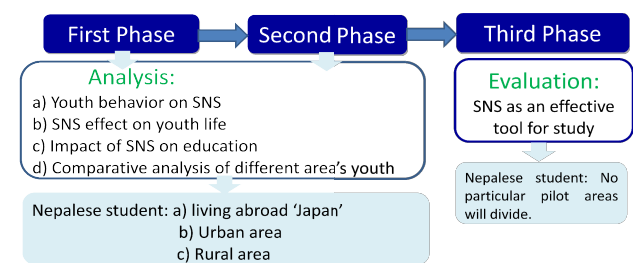 First Phase
Second Phase
Third Phase
Analysis:
a) Youth behavior on SNS
b) SNS effect on youth life
c) Impact of SNS on education
d) Comparative analysis of different area's youth
Evaluation:
SNS as an effective
tool for study
Nepalese student: a) living abroad ‘Japan’
b) Urban area
c) Rural area
Nepalese student: No
particular pilot areas
will divide.